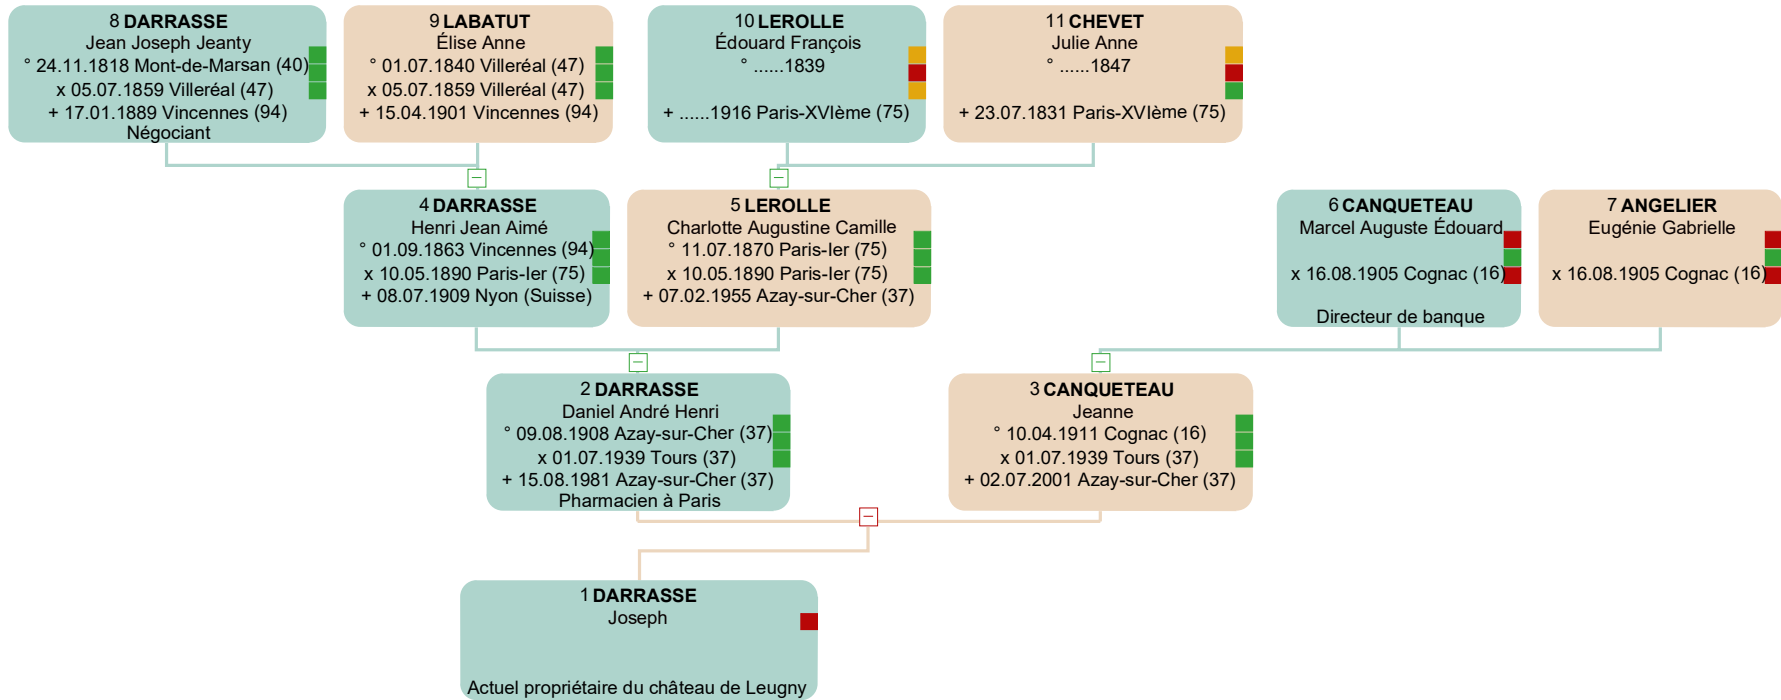 8 DARRASSE
Jean Joseph Jeanty
° 24.11.1818 Mont-de-Marsan (40)
x 05.07.1859 Villeréal (47)
+ 17.01.1889 Vincennes (94)
Négociant
9 LABATUT
Élise Anne
° 01.07.1840 Villeréal (47)
x 05.07.1859 Villeréal (47)
+ 15.04.1901 Vincennes (94)
10 LEROLLE
Édouard François
° ......1839
+ ......1916 Paris-XVIème (75)
11 CHEVET
Julie Anne
° ......1847
+ 23.07.1831 Paris-XVIème (75)
4 DARRASSE
Henri Jean Aimé
° 01.09.1863 Vincennes (94)
x 10.05.1890 Paris-Ier (75)
+ 08.07.1909 Nyon (Suisse)
5 LEROLLE
Charlotte Augustine Camille
° 11.07.1870 Paris-Ier (75)
x 10.05.1890 Paris-Ier (75)
+ 07.02.1955 Azay-sur-Cher (37)
6 CANQUETEAU
Marcel Auguste Édouard
x 16.08.1905 Cognac (16)
Directeur de banque
7 ANGELIER
Eugénie Gabrielle
x 16.08.1905 Cognac (16)
2 DARRASSE
Daniel André Henri
° 09.08.1908 Azay-sur-Cher (37)
x 01.07.1939 Tours (37)
+ 15.08.1981 Azay-sur-Cher (37)
Pharmacien à Paris
3 CANQUETEAU
Jeanne
° 10.04.1911 Cognac (16)
x 01.07.1939 Tours (37)
+ 02.07.2001 Azay-sur-Cher (37)
1 DARRASSE
Joseph
Actuel propriétaire du château de Leugny